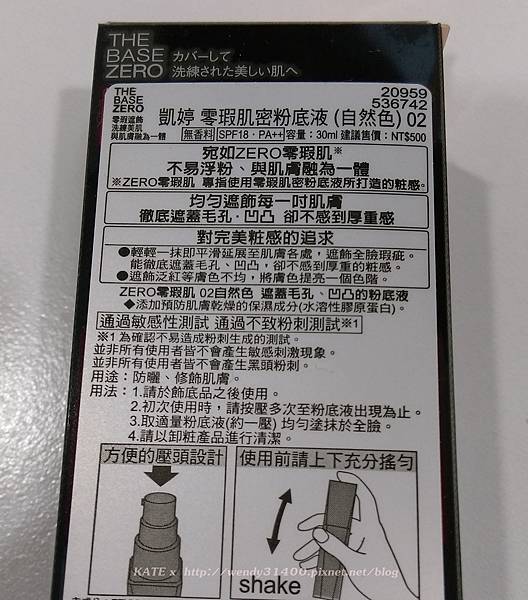 THE
BASE
ZERO
カバーして
洗練された美しい肌へ
THE
BASE
ZERO
零瑕遮飾
洗練美肌
與肌膚融為一體
20959
536742
凱婷 零瑕肌密粉底液(自然色) 02
無香料 SPF18・PA++ 容量：30ml 建議售價：NT$500
宛如ZERO零瑕肌※
不易浮粉、與肌膚融為一體
※ZERO零瑕肌 專指使用零瑕肌密粉底液所打造的粧感。
均勻遮飾每一吋肌膚
徹底遮蓋毛孔·凹凸 卻不感到厚重感
對完美粧感的追求
●輕輕一抹即平滑延展至肌膚各處，遮飾全臉瑕疵。
能徹底遮蓋毛孔、凹凸，卻不感到厚重的粧感。
●遮飾泛紅等膚色不均，將膚色提亮一個色階。
ZERO零瑕肌 02自然色 遮蓋毛孔、凹凸的粉底液
◆添加預防肌膚乾燥的保濕成分(水溶性膠原蛋白)。
通過敏感性測試 通過不致粉刺測試※1
※1 為確認不易造成粉刺生成的測試。
並非所有使用者皆不會產生敏感刺激現象。
並非所有使用者皆不會產生黑頭粉刺。
用途：防曬、修飾肌膚。
用法：1.請於飾底品之後使用。
2.初次使用時，請按壓多次至粉底液出現為止。
3.取適量粉底液(約一壓) 均勻塗抹於全臉。
4.請以卸粧產品進行清潔。
方便的壓頭設計
使用前請上下充分搖勻
shake
KATE x http://wendy31400.pixnet.net/blog